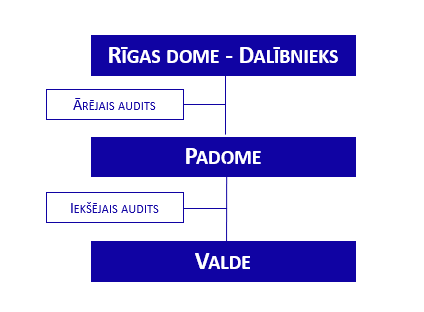 RĪGAS DOME - DALĪBNIEKS
ĀRĒJAIS AUDITS
PADOME
IEKŠĒJAIS AUDITS
VALDE